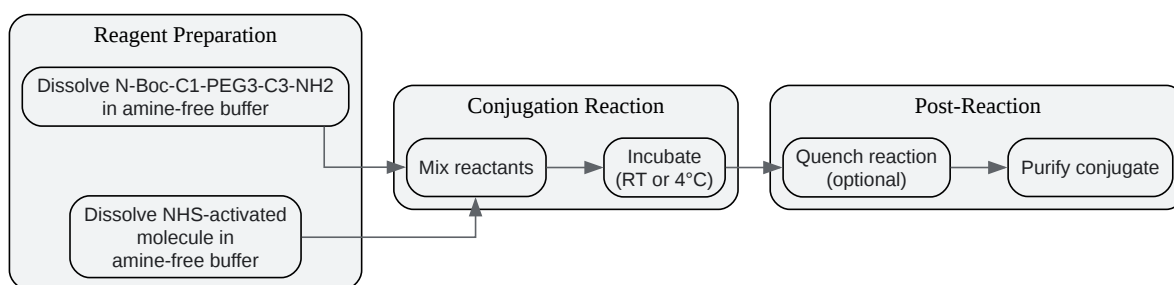 Reagent Preparation
Dissolve N-Boc-C1-PEG3-C3-NH2
in amine-free buffer
Dissolve NHS-activated
molecule in
amine-free buffer
Conjugation Reaction
Mix reactants
Incubate
(RT or 4°C)
Post-Reaction
Quench reaction
(optional)
Purify conjugate